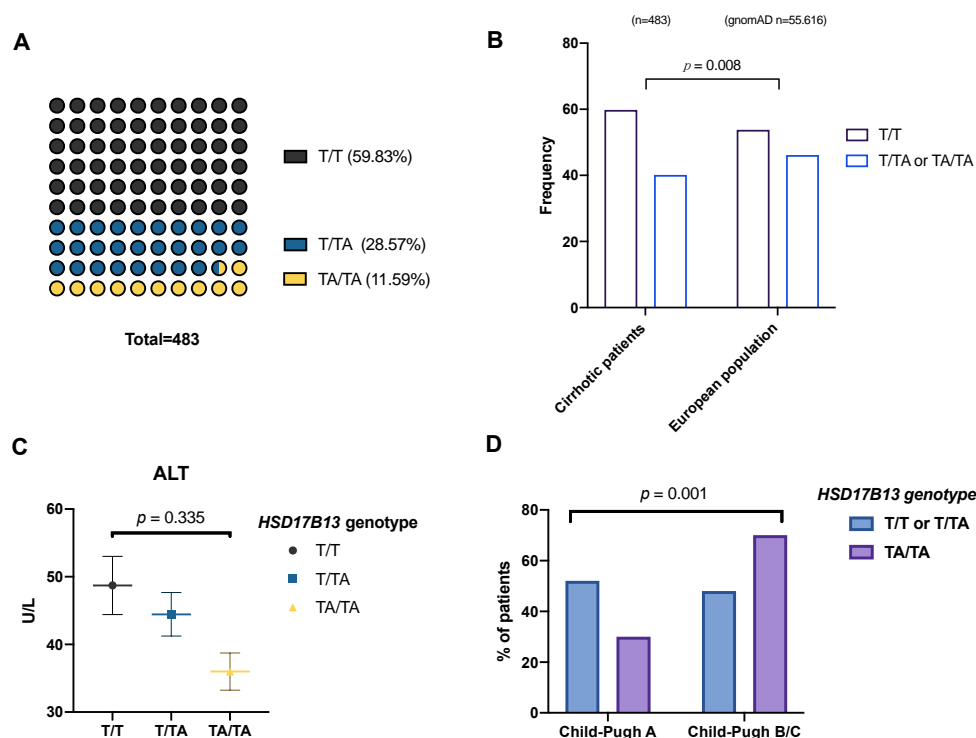 A
T/T (59.83%)
T/TA (28.57%)
TA/TA (11.59%)
Total=483
B
(n=483)
(gnomAD n=55.616)
p = 0.008
80
60
40
20
0
Frequency
Cirrhotic patients
European population
T/T
T/TA or TA/TA
C
ALT
p = 0.335
60
50
40
30
U/L
T/T
T/TA
TA/TA
HSD17B13 genotype
T/T
T/TA
TA/TA
D
p = 0.001
80
60
40
20
0
% of patients
Child-Pugh A
Child-Pugh B/C
HSD17B13 genotype
T/T or T/TA
TA/TA